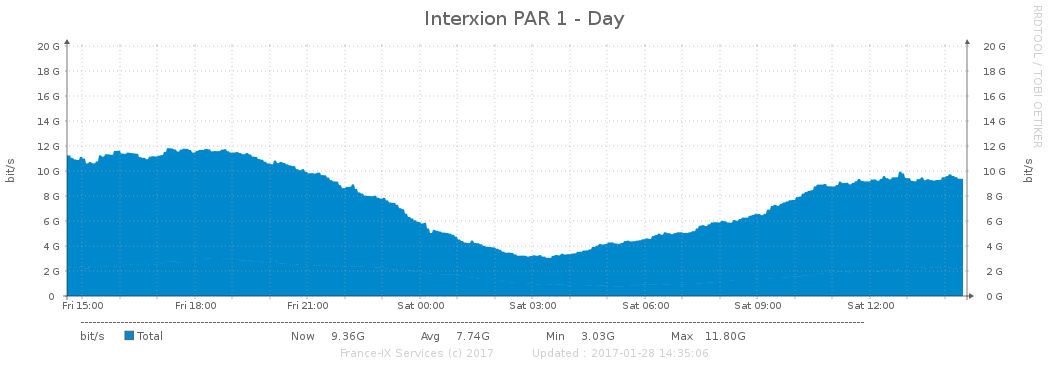 Interxion PAR 1 - Day
RRDTOOL / TOBI OETIKER
bit/s
20 G 20 G
18 G 18 G
16 G 16 G
14 G 14 G
12 G 12 G
10 G 10 G
8 G 8 G
6 G 6 G
4 G 4 G
2 G 2 G
0 0 G
bit/s
Fri 15:00 Fri 18:00 Fri 21:00 Sat 00:00 Sat 03:00 Sat 06:00 Sat 09:00 Sat 12:00
bit/s Total Now 9.36G Avg 7.74G Min 3.03G Max 11.80G
France-IX Services (c) 2017 Updated : 2017-01-28 14:35:06